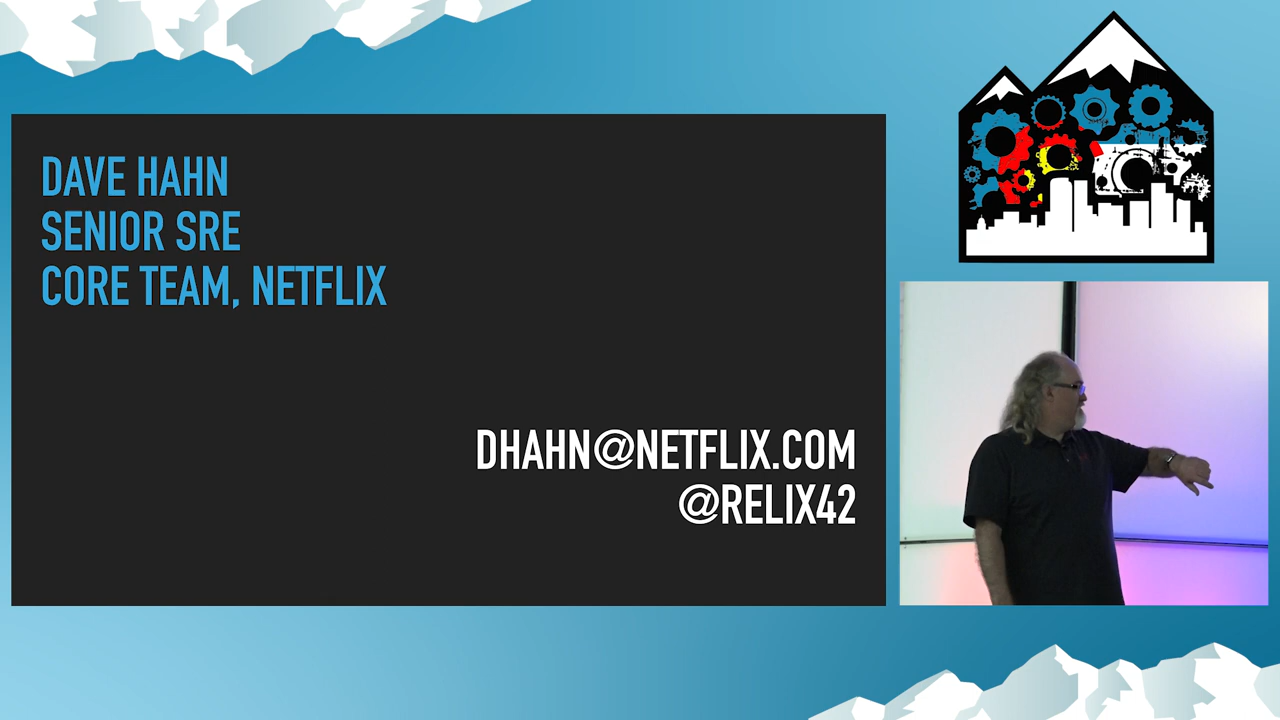 DAVE HAHN
SENIOR SRE
CORE TEAM, NETFLIX
DHAHN@NETFLIX.COM
@RELIX42